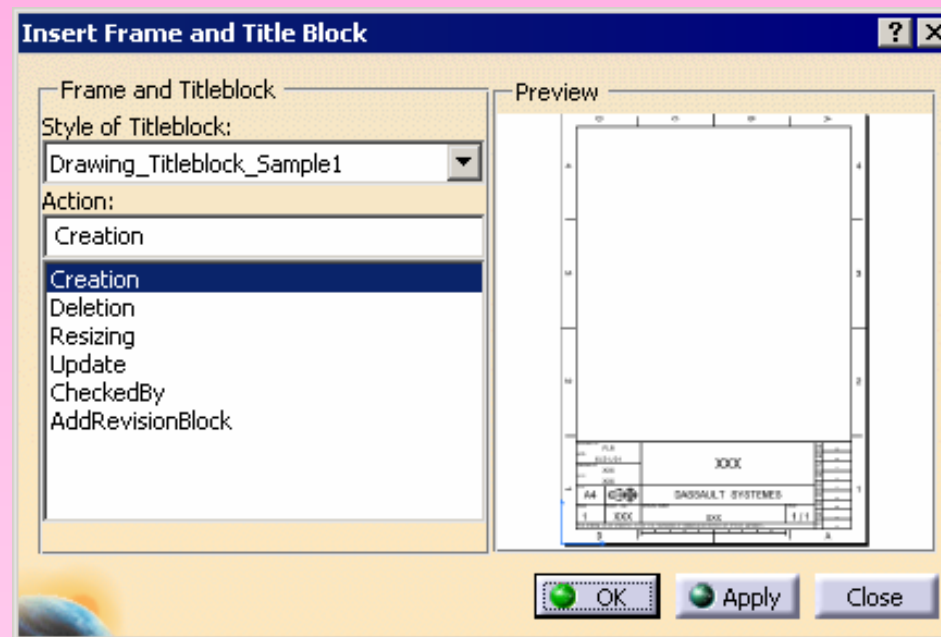 Insert Frame and Title Block
Frame and Titleblock
Style of Titleblock:
Drawing_Titleblock_Sample1
Action:
Creation
Creation
Deletion
Resizing
Update
CheckedBy
AddRevisionBlock
Preview
XXX
A4
DASSAULT SYSTEMES
1
XXX
XXX
1/1
OK
Apply
Close